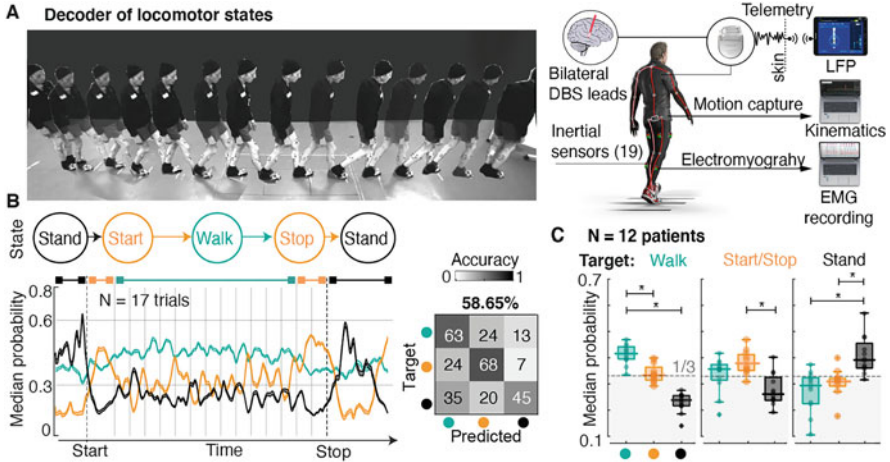 A
Decoder of locomotor states
Telemetry
skin
LFP
Bilateral
DBS leads
Motion capture
Kinematics
Inertial
sensors (19)
Electromyograhy
EMG
recording
B
State
Stand
Start
Walk
Stop
Stand
N = 17 trials
Median probability
0.8
0.6
0.3
0
Start
Time
Stop
Accuracy
0
1
58.65%
Target
63 24 13
24 68 7
35 20 45
Predicted
C
N = 12 patients
Target: Walk
Start/Stop
Stand
Median probability
0.7
0.1
1/3
*
*
*
*
*